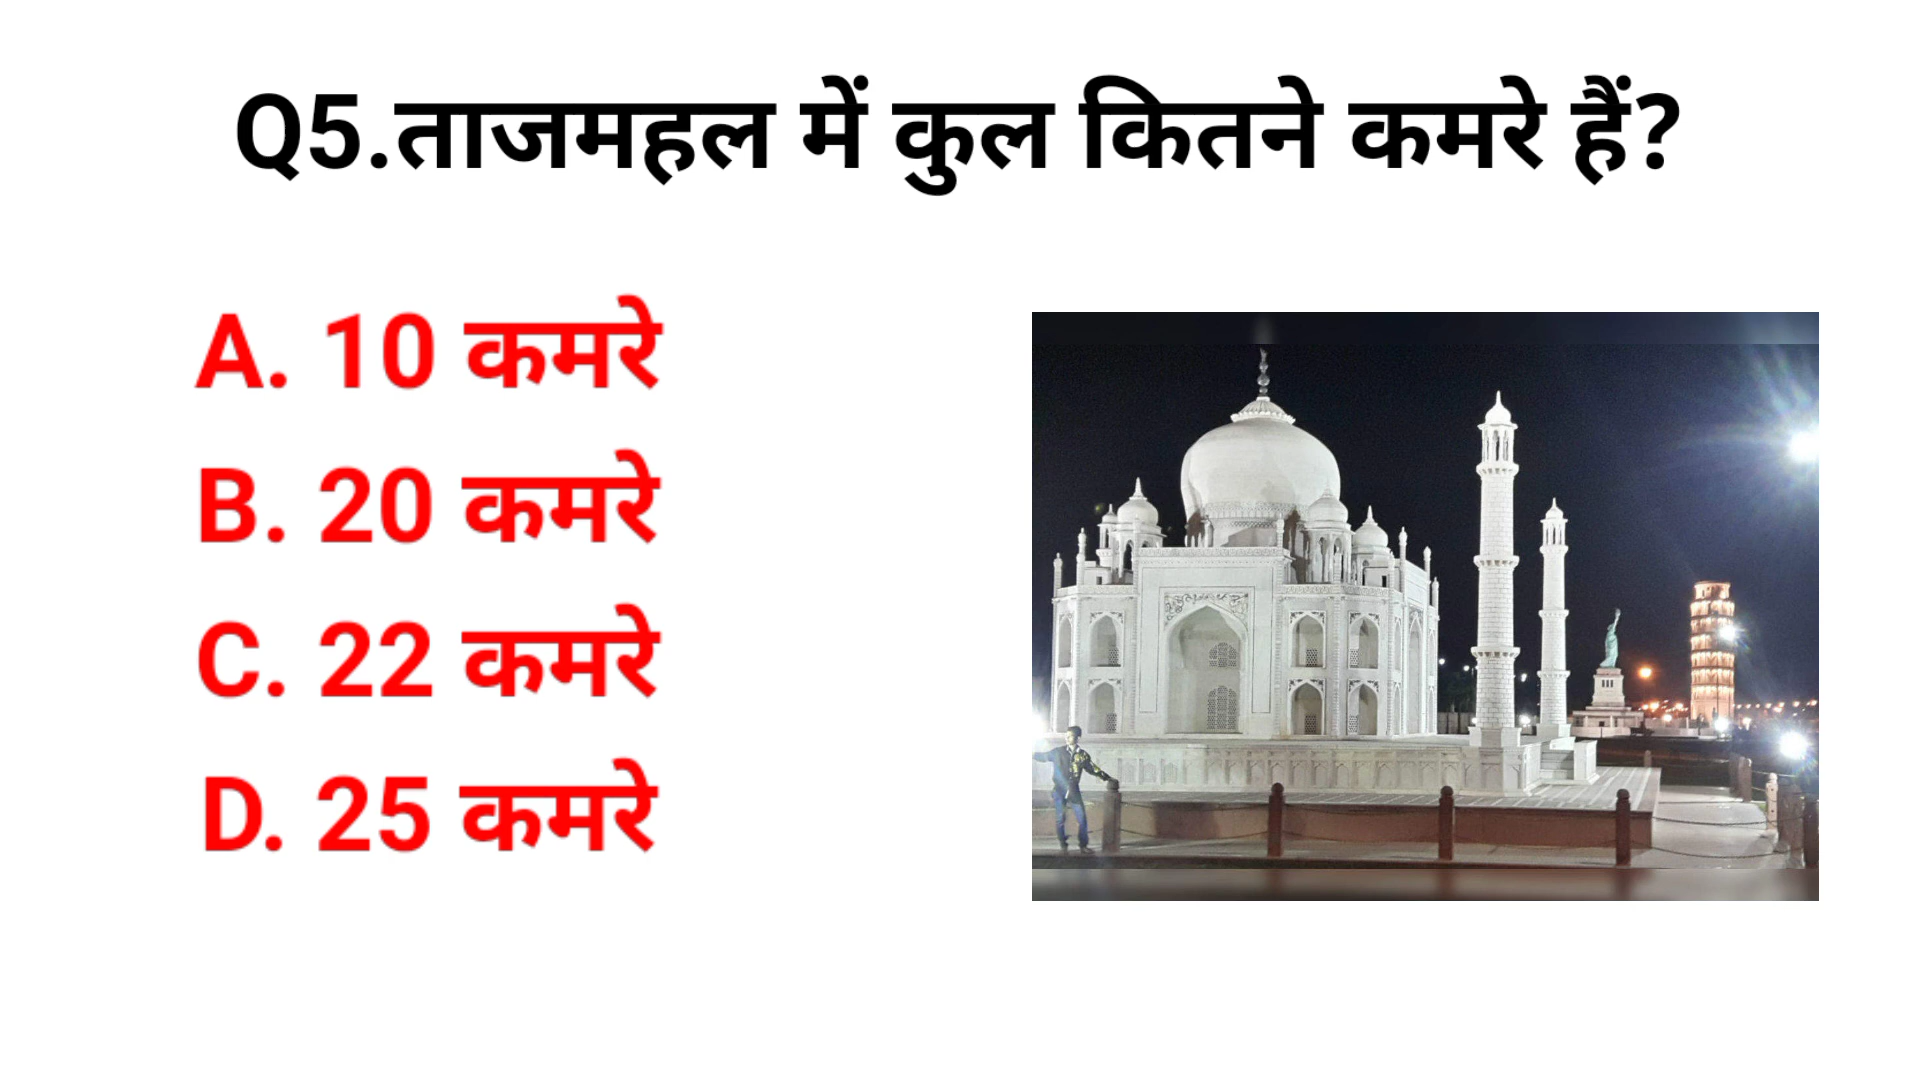 Q5.ताजमहल में कुल कितने कमरे हैं?
A. 10 कमरे
B. 20 कमरे
C. 22 कमरे
D. 25 कमरे